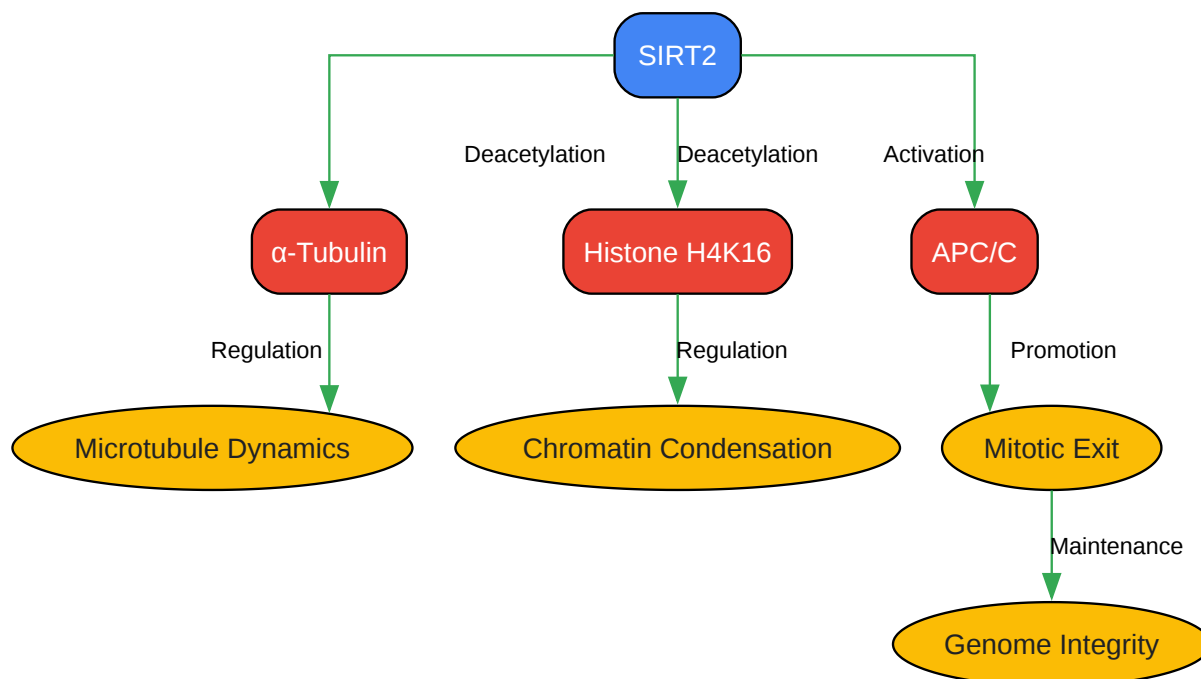 SIRT2
Deacetylation
Deacetylation
Activation
α-Tubulin
Histone H4K16
APC/C
Regulation
Regulation
Promotion
Microtubule Dynamics
Chromatin Condensation
Mitotic Exit
Maintenance
Genome Integrity